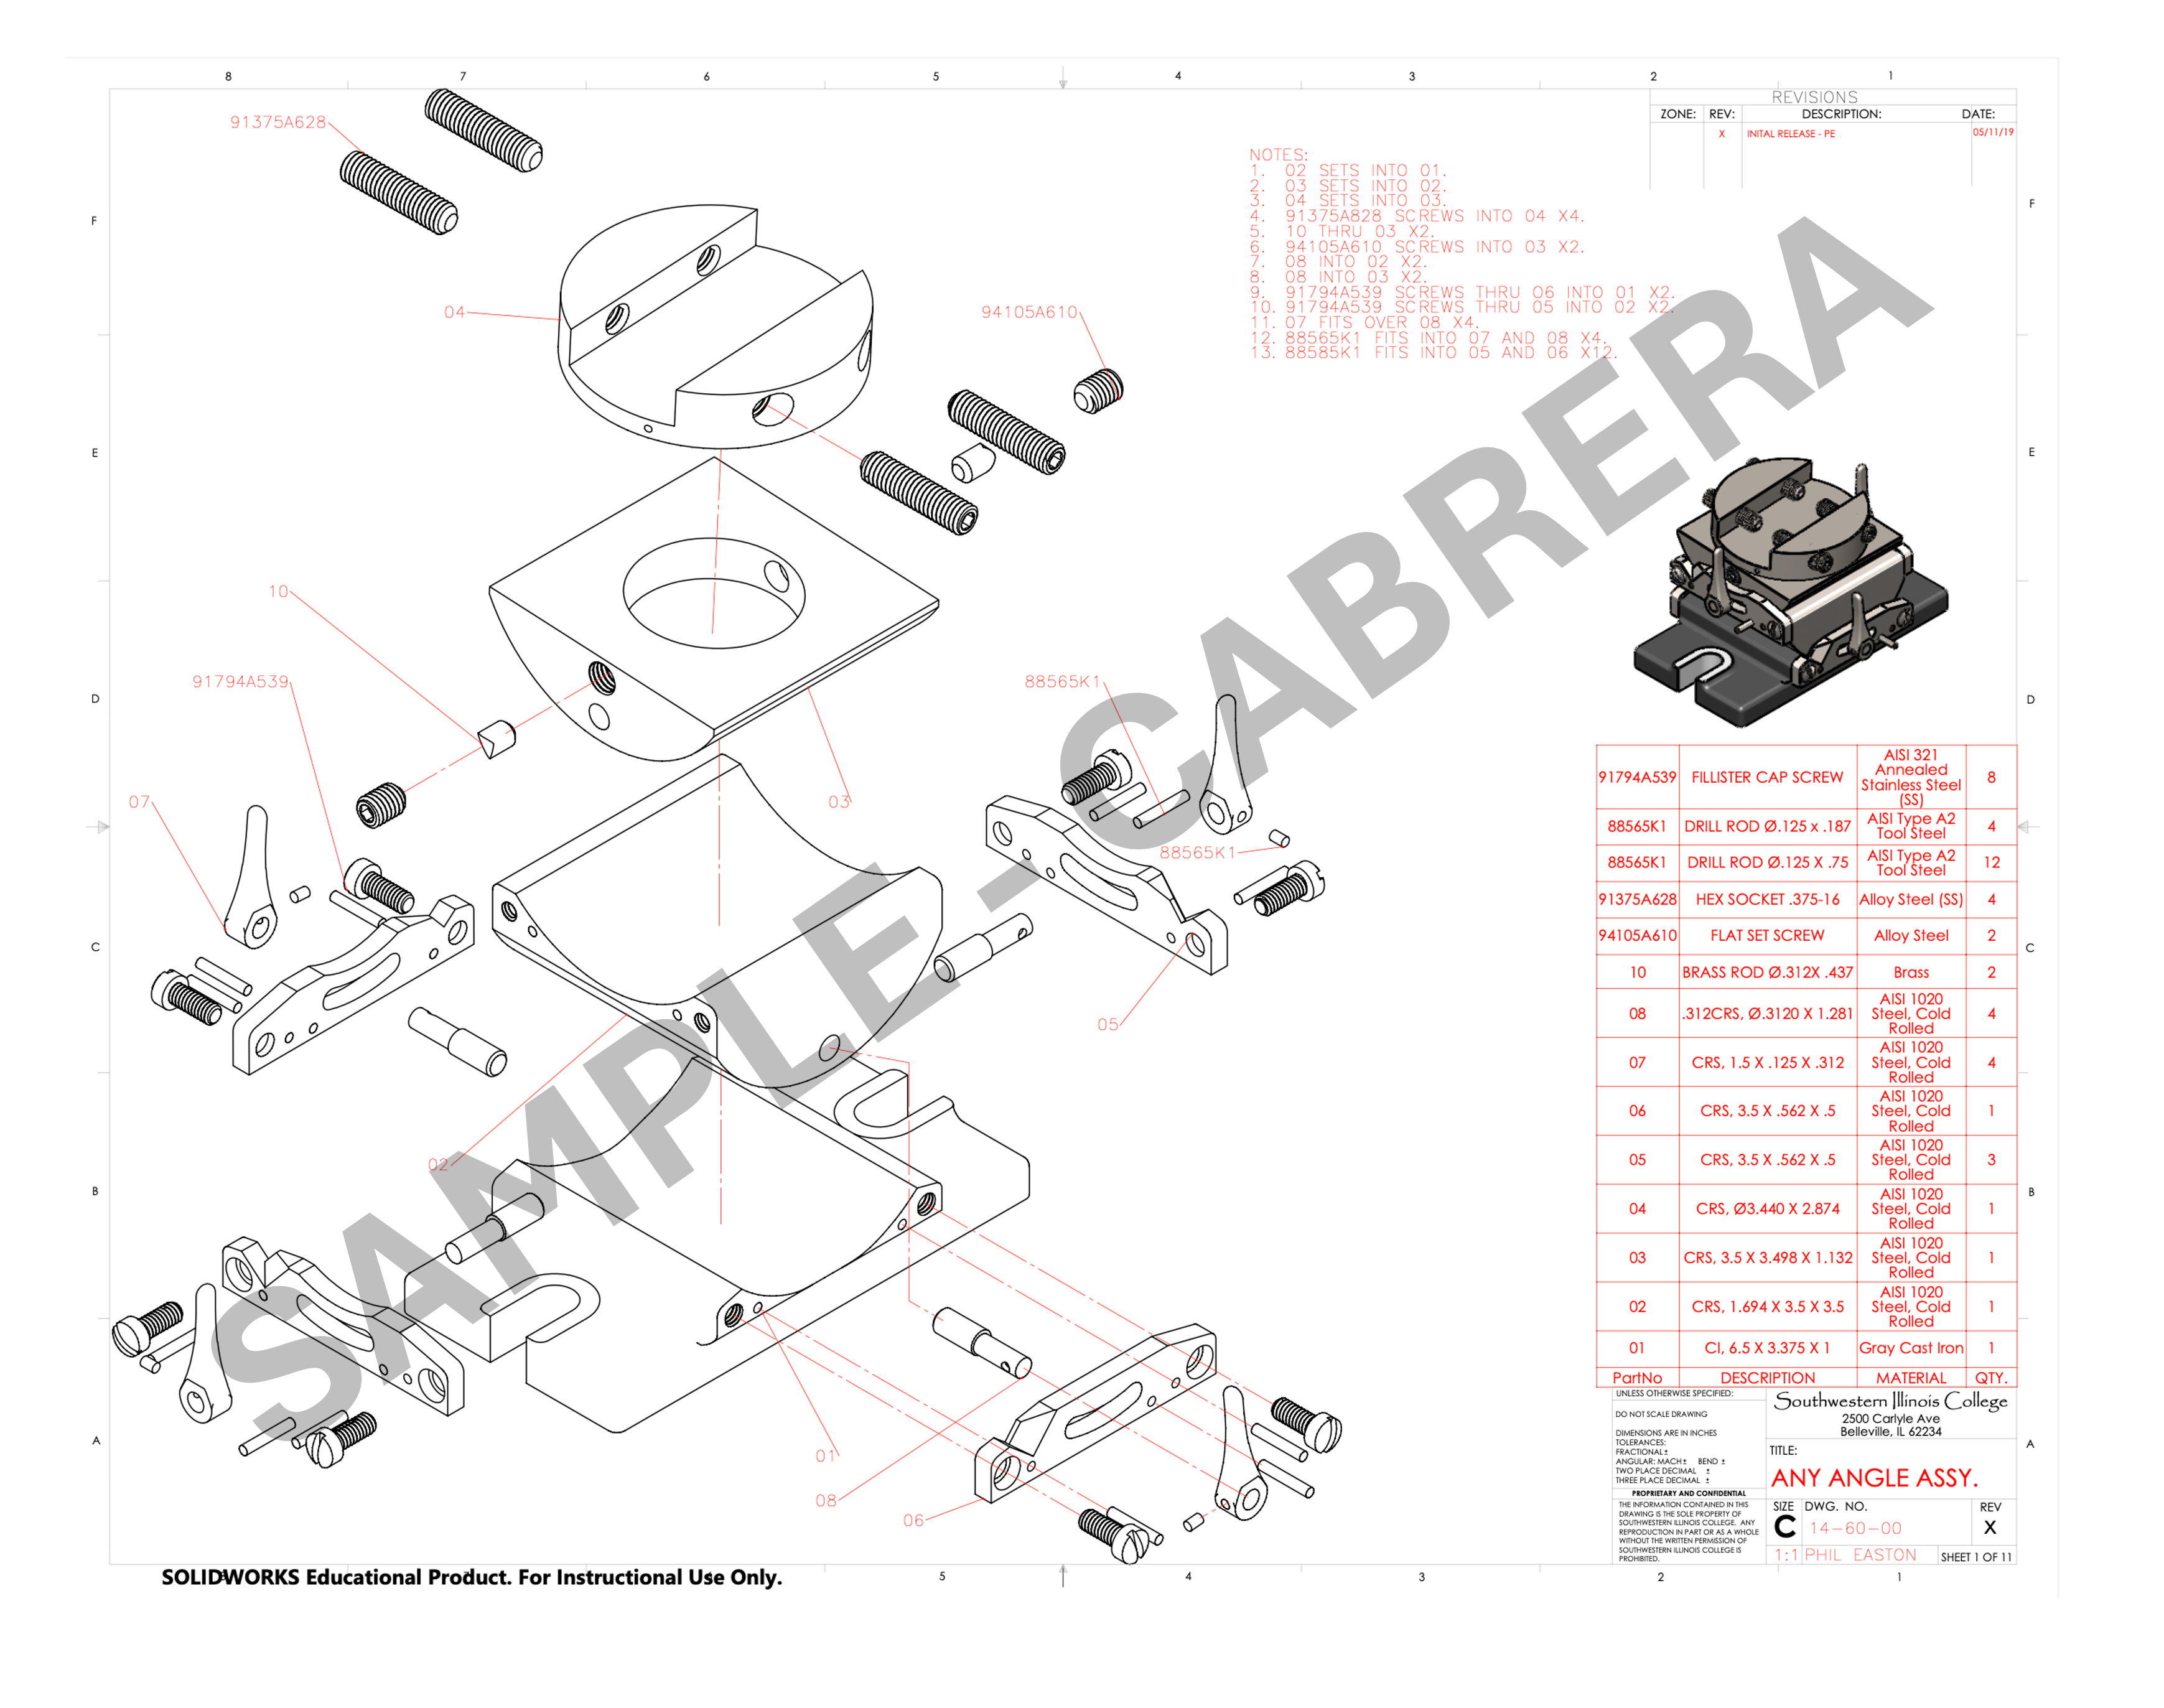 8 7 6 5 4 3 2 1
REVISIONS
ZONE: REV: DESCRIPTION: DATE:
X INITAL RELEASE - PE 05/11/19
91375A628
NOTES:
1. 02 SETS INTO 01.
2. 03 SETS INTO 02.
3. 04 SETS INTO 03.
4. 91375A828 SCREWS INTO 04 X4.
5. 10 THRU 03 X2.
6. 94105A610 SCREWS INTO 03 X2.
7. 08 INTO 02 X2.
8. 08 INTO 03 X2.
9. 91794A539 SCREWS THRU 06 INTO 01 X2.
10. 91794A539 SCREWS THRU 05 INTO 02 X2.
11. 07 FITS OVER 08 X4.
12. 88565K1 FITS INTO 07 AND 08 X4.
13. 88585K1 FITS INTO 05 AND 06 X12.
F F
04
94105A610
E E
10
91794A539
88565K1
D D
07
03
88565K1
C C
05
02
B B
01
08
06
A A
SAMPLE - CABRERA
91794A539 FILLISTER CAP SCREW AISI 321 Annealed Stainless Steel (SS) 8
88565K1 DRILL ROD Ø.125 x .187 AISI Type A2 Tool Steel 4
88565K1 DRILL ROD Ø.125 X .75 AISI Type A2 Tool Steel 12
91375A628 HEX SOCKET .375-16 Alloy Steel (SS) 4
94105A610 FLAT SET SCREW Alloy Steel 2
10 BRASS ROD Ø.312X .437 Brass 2
08 .312CRS, Ø.3120 X 1.281 AISI 1020 Steel, Cold Rolled 4
07 CRS, 1.5 X .125 X .312 AISI 1020 Steel, Cold Rolled 4
06 CRS, 3.5 X .562 X .5 AISI 1020 Steel, Cold Rolled 1
05 CRS, 3.5 X .562 X .5 AISI 1020 Steel, Cold Rolled 3
04 CRS, Ø3.440 X 2.874 AISI 1020 Steel, Cold Rolled 1
03 CRS, 3.5 X 3.498 X 1.132 AISI 1020 Steel, Cold Rolled 1
02 CRS, 1.694 X 3.5 X 3.5 AISI 1020 Steel, Cold Rolled 1
01 CI, 6.5 X 3.375 X 1 Gray Cast Iron 1
PartNo DESCRIPTION MATERIAL QTY.
UNLESS OTHERWISE SPECIFIED:
DO NOT SCALE DRAWING
DIMENSIONS ARE IN INCHES
TOLERANCES:
FRACTIONAL ±
ANGULAR: MACH ± BEND ±
TWO PLACE DECIMAL ±
THREE PLACE DECIMAL ±
PROPRIETARY AND CONFIDENTIAL
THE INFORMATION CONTAINED IN THIS
DRAWING IS THE SOLE PROPERTY OF
SOUTHWESTERN ILLINOIS COLLEGE. ANY
REPRODUCTION IN PART OR AS A WHOLE
WITHOUT THE WRITTEN PERMISSION OF
SOUTHWESTERN ILLINOIS COLLEGE IS
PROHIBITED.
Southwestern Illinois College
2500 Carlyle Ave
Belleville, IL 62234
TITLE:
ANY ANGLE ASSY.
SIZE DWG. NO. REV
C 14-60-00 X
1:1 PHIL EASTON SHEET 1 OF 11
SOLIDWORKS Educational Product. For Instructional Use Only.
5 4 3 2 1